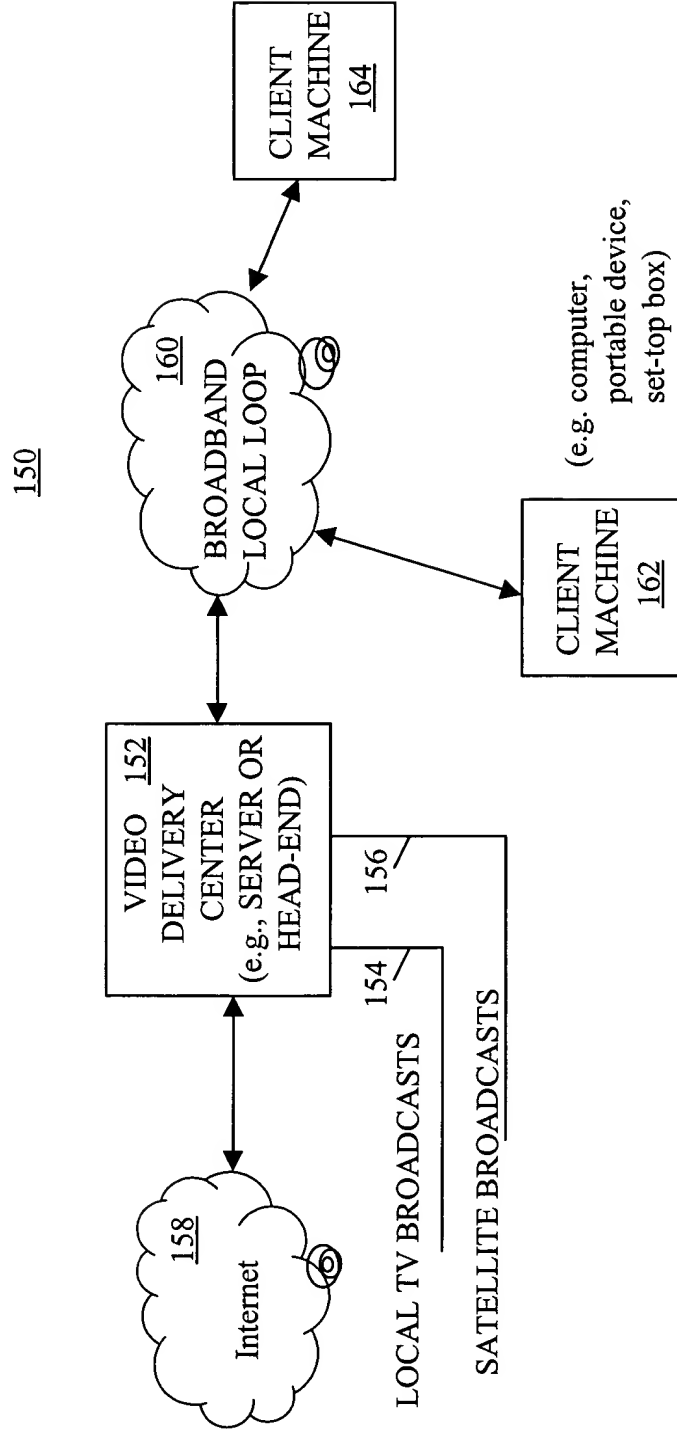 150
158
Internet
LOCAL TV BROADCASTS
154
SATELLITE BROADCASTS
156
VIDEO 152
DELIVERY
CENTER
(e.g., SERVER OR
HEAD-END)
160
BROADBAND
LOCAL LOOP
CLIENT
MACHINE
162
(e.g. computer,
portable device,
set-top box)
CLIENT
MACHINE
164